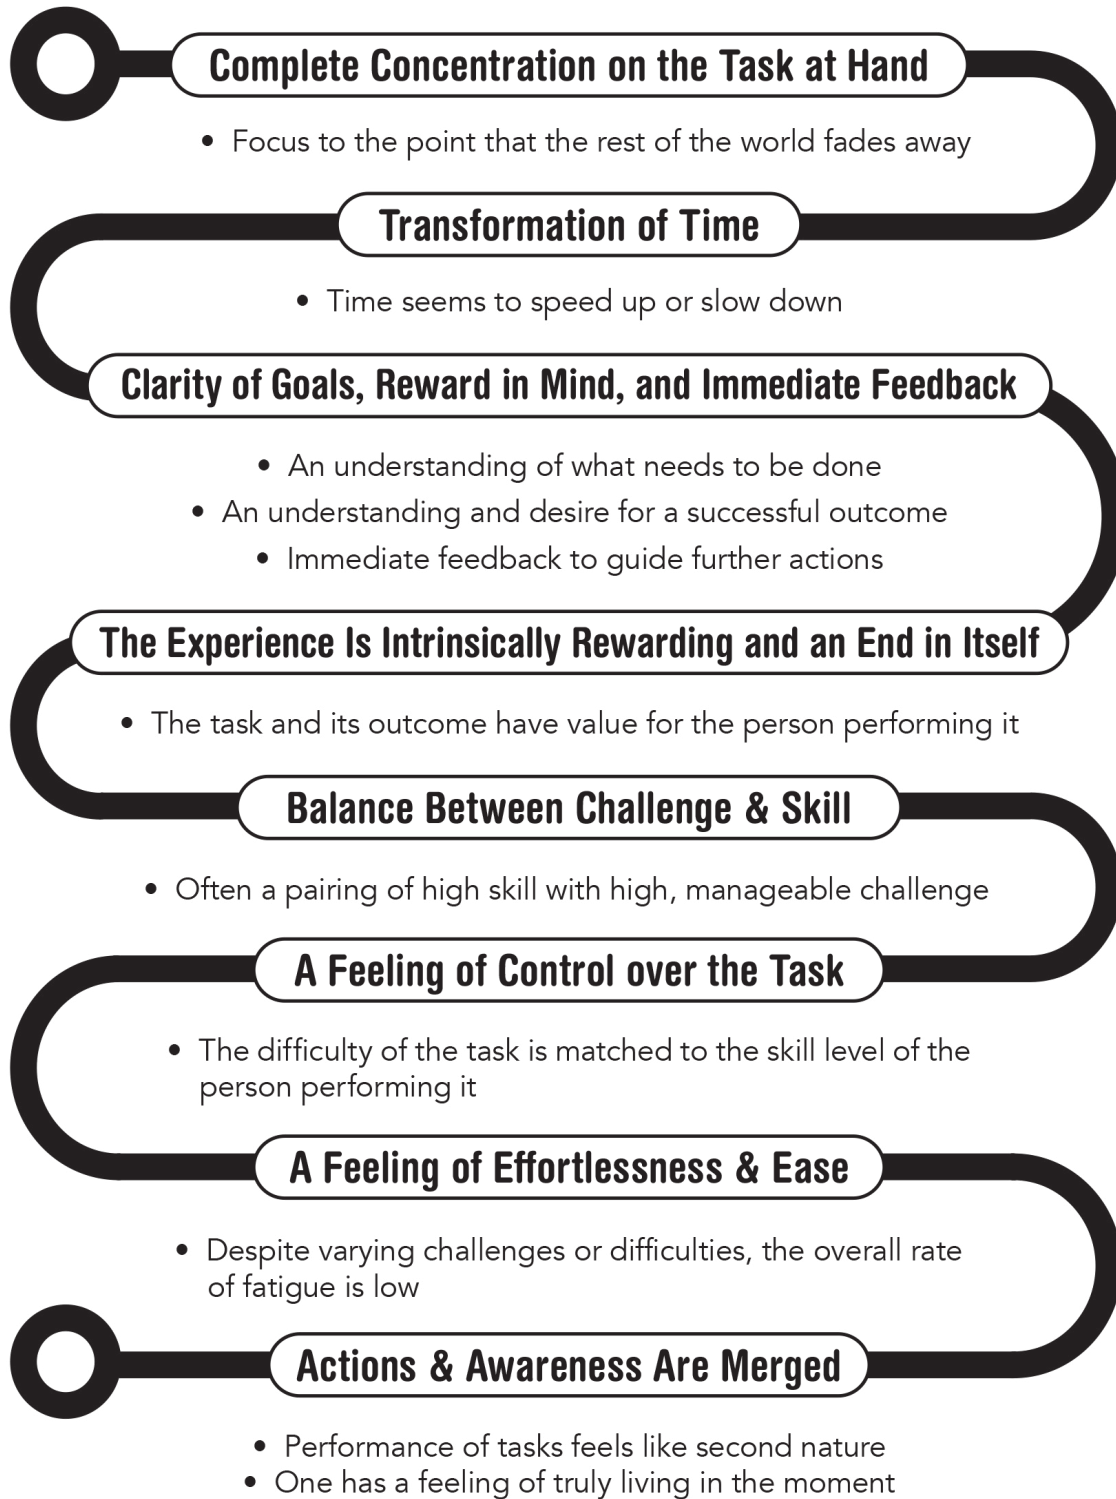 Complete Concentration on the Task at Hand
• Focus to the point that the rest of the world fades away
Transformation of Time
• Time seems to speed up or slow down
Clarity of Goals, Reward in Mind, and Immediate Feedback
• An understanding of what needs to be done
• An understanding and desire for a successful outcome
• Immediate feedback to guide further actions
The Experience Is Intrinsically Rewarding and an End in Itself
• The task and its outcome have value for the person performing it
Balance Between Challenge & Skill
• Often a pairing of high skill with high, manageable challenge
A Feeling of Control over the Task
• The difficulty of the task is matched to the skill level of the
person performing it
A Feeling of Effortlessness & Ease
• Despite varying challenges or difficulties, the overall rate
of fatigue is low
Actions & Awareness Are Merged
• Performance of tasks feels like second nature
• One has a feeling of truly living in the moment